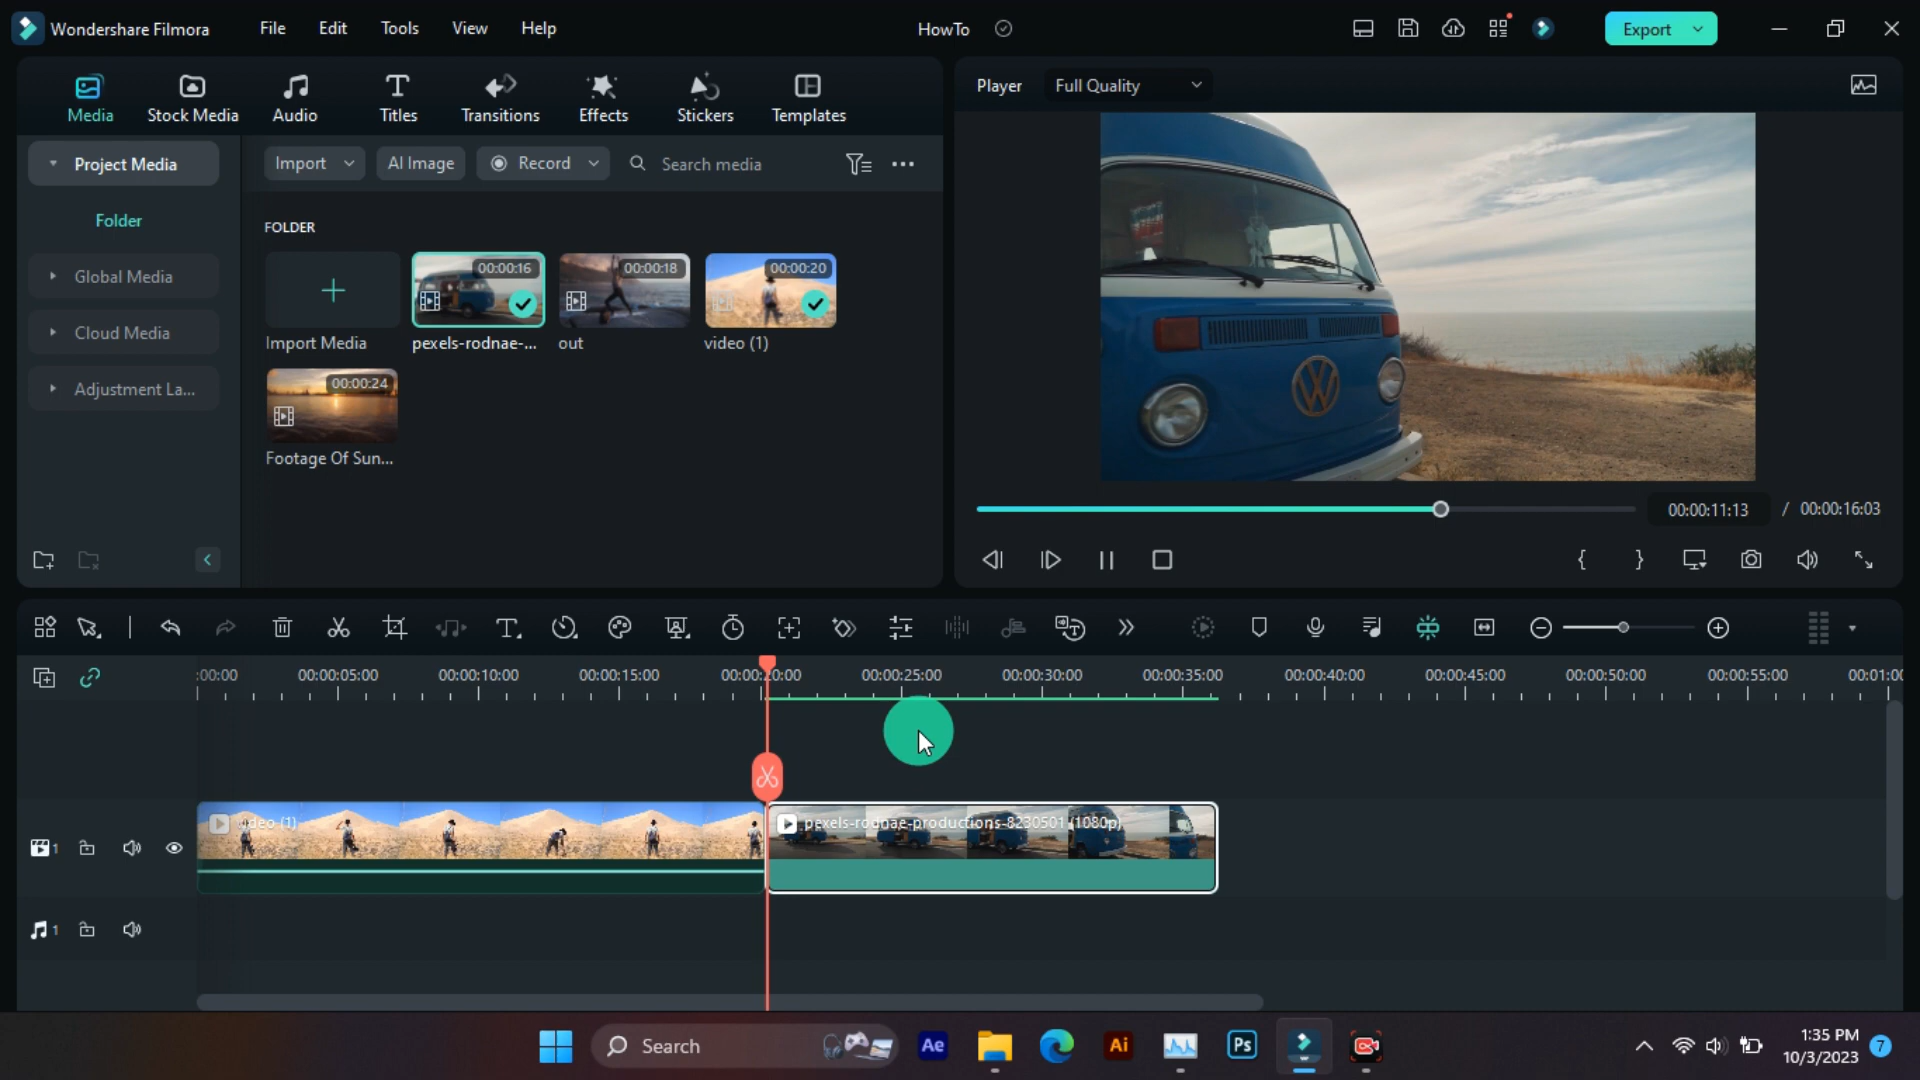 Wondershare Filmora
File Edit Tools View Help
HowTo
Export
Media
Stock Media
Audio
Titles
Transitions
Effects
Stickers
Templates
Player
Full Quality
Project Media
Folder
Global Media
Cloud Media
Adjustment La...
Import
AI Image
Record
Search media
FOLDER
Import Media
00:00:16
pexels-rodnae-...
00:00:18
out
00:00:20
video (1)
00:00:24
Footage Of Sun...
00:00:11:13 / 00:00:16:03
:00:00 00:00:05:00 00:00:10:00 00:00:15:00 00:00:20:00 00:00:25:00 00:00:30:00 00:00:35:00 00:00:40:00 00:00:45:00 00:00:50:00 00:00:55:00 00:01:00
video (1)
pexels-rodnae-productions-8230501 (1080p)
1
1
Search
Ae
Ai
Ps
1:35 PM
10/3/2023
7